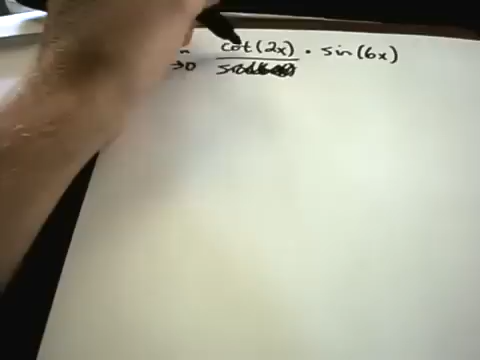 cot(2x) · sin(6x)
→0